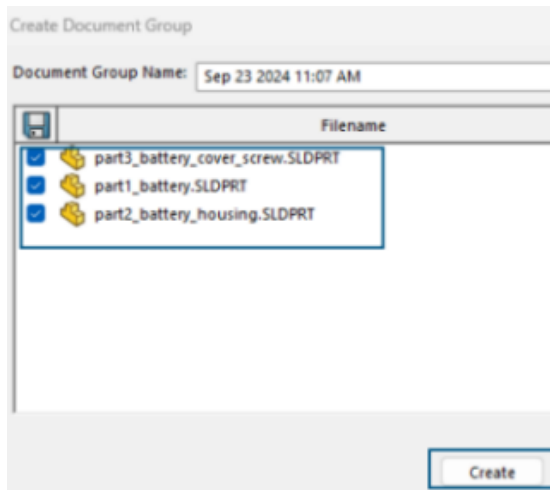 Create Document Group
Document Group Name: Sep 23 2024 11:07 AM
Filename
part3_battery_cover_screw.SLDPRT
part1_battery.SLDPRT
part2_battery_housing.SLDPRT
Create